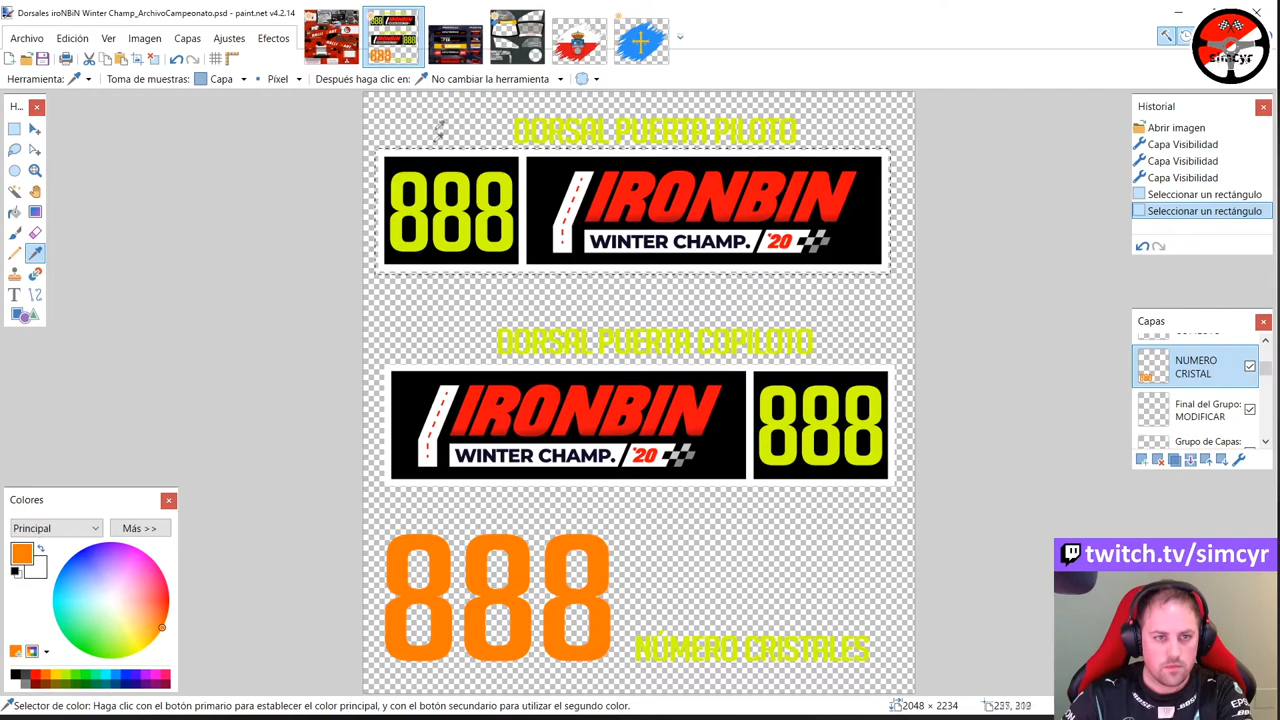 Dorsales iroNBiN Winter Champ_ArchivoCampeonato.psd - paint.net v4.2.14
Archivo Edición Ver Imagen Capas Ajustes Efectos
Herramienta: Toma de muestras: Capa Píxel Después haga clic en: No cambiar la herramienta
H...
Historial
Abrir imagen
Capa Visibilidad
Capa Visibilidad
Capa Visibilidad
Seleccionar un rectángulo
Seleccionar un rectángulo
simcyr
DORSAL PUERTA PILOTO
888 IRONBIN
WINTER CHAMP. '20
DORSAL PUERTA COPILOTO
IRONBIN 888
WINTER CHAMP. '20
888
NÚMERO CRISTALES
Capas
NUMERO
CRISTAL
Final del Grupo:
MODIFICAR
Grupo de Capas:
Colores
Principal Más >>
twitch.tv/simcyr
Selector de color: Haga clic con el botón primario para establecer el color principal, y con el botón secundario para utilizar el segundo color.
2048 × 2234